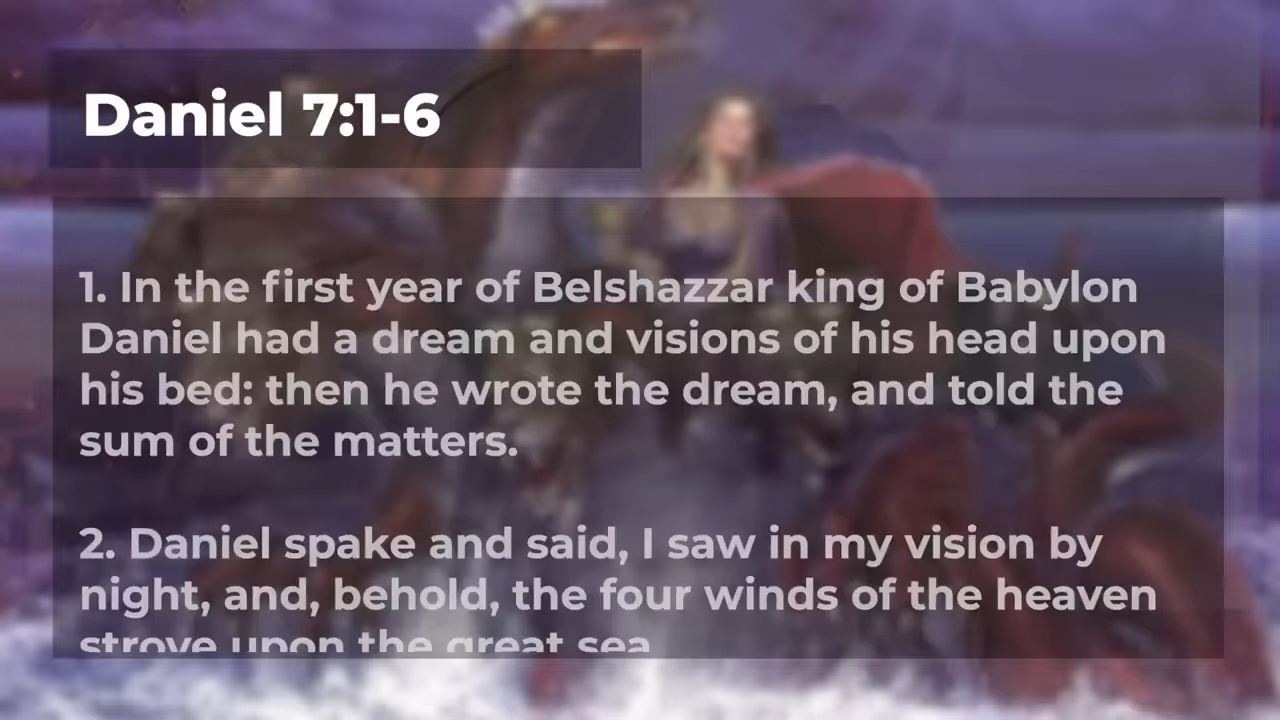 Daniel 7:1-6
1. In the first year of Belshazzar king of Babylon
Daniel had a dream and visions of his head upon
his bed: then he wrote the dream, and told the
sum of the matters.
2. Daniel spake and said, I saw in my vision by
night, and, behold, the four winds of the heaven
strove upon the great sea